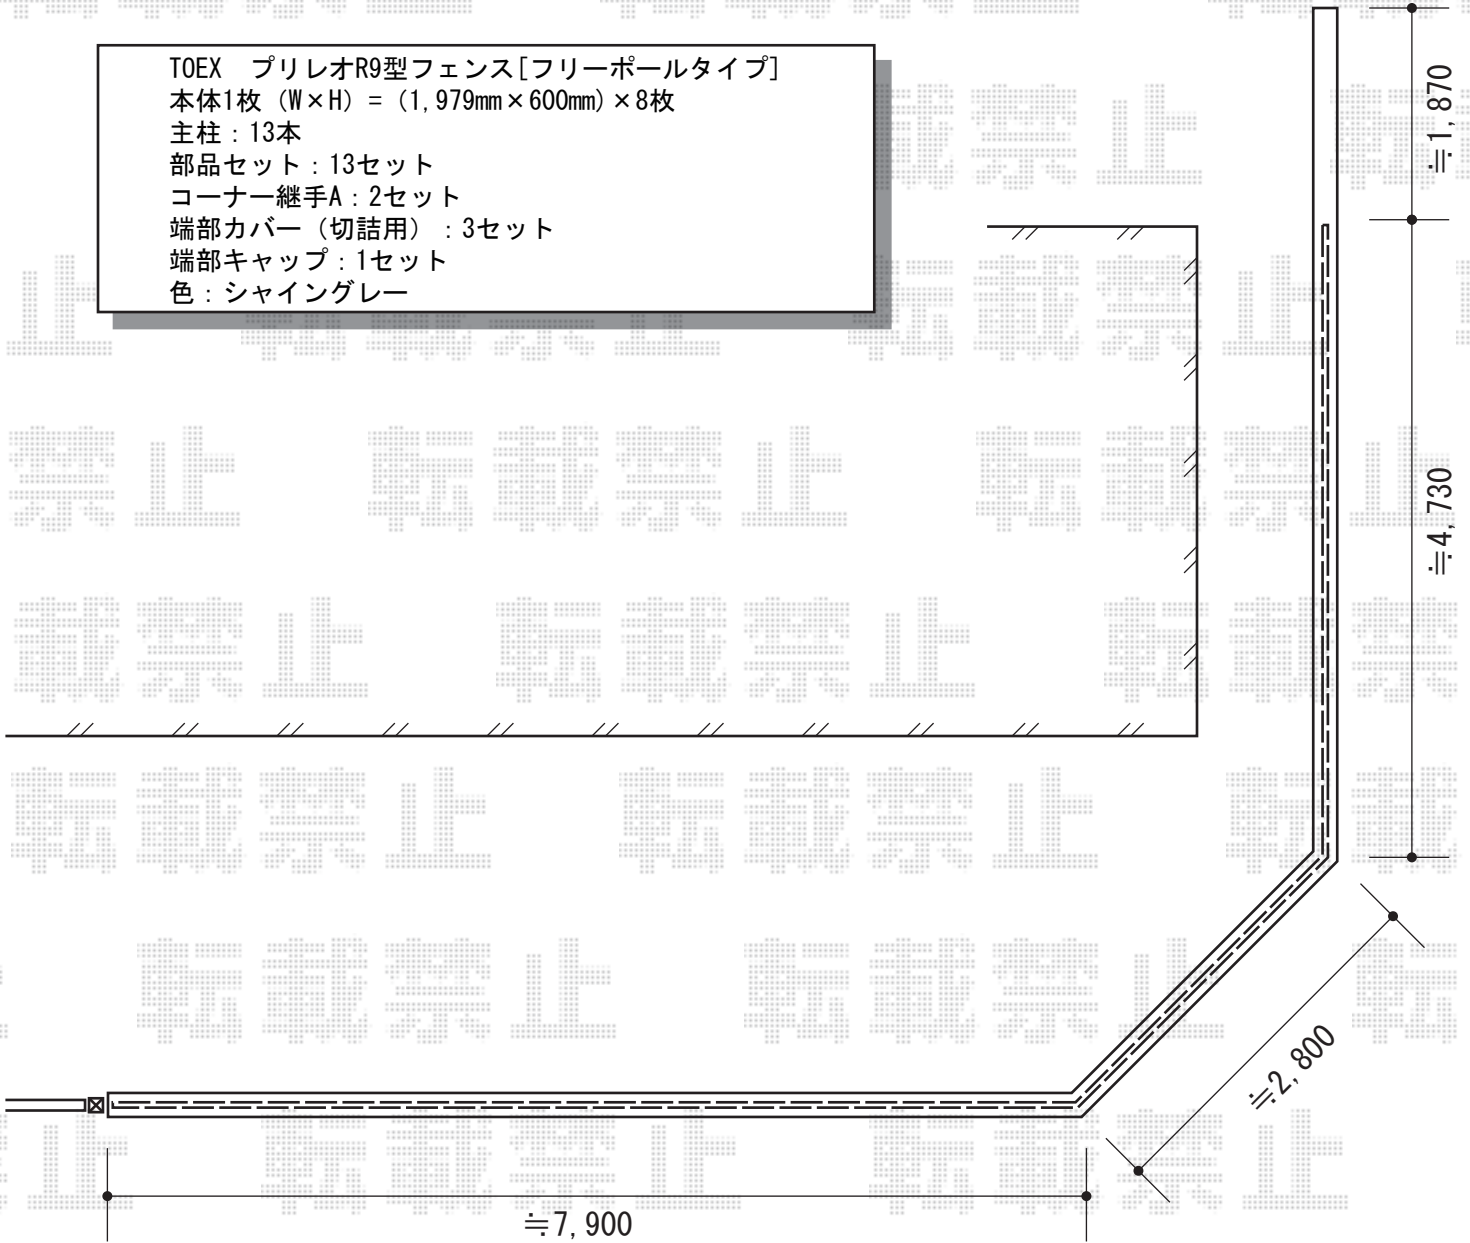 TOEX プリレオR9型フェンス[フリーポールタイプ]
本体1枚（W×H）=（1,979mm×600mm）×8枚
主柱：13本
部品セット：13セット
コーナー継手A：2セット
端部カバー（切詰用）：3セット
端部キャップ：1セット
色：シャイングレー
≒1,870
≒4,730
≒2,800
≒7,900
転載禁止